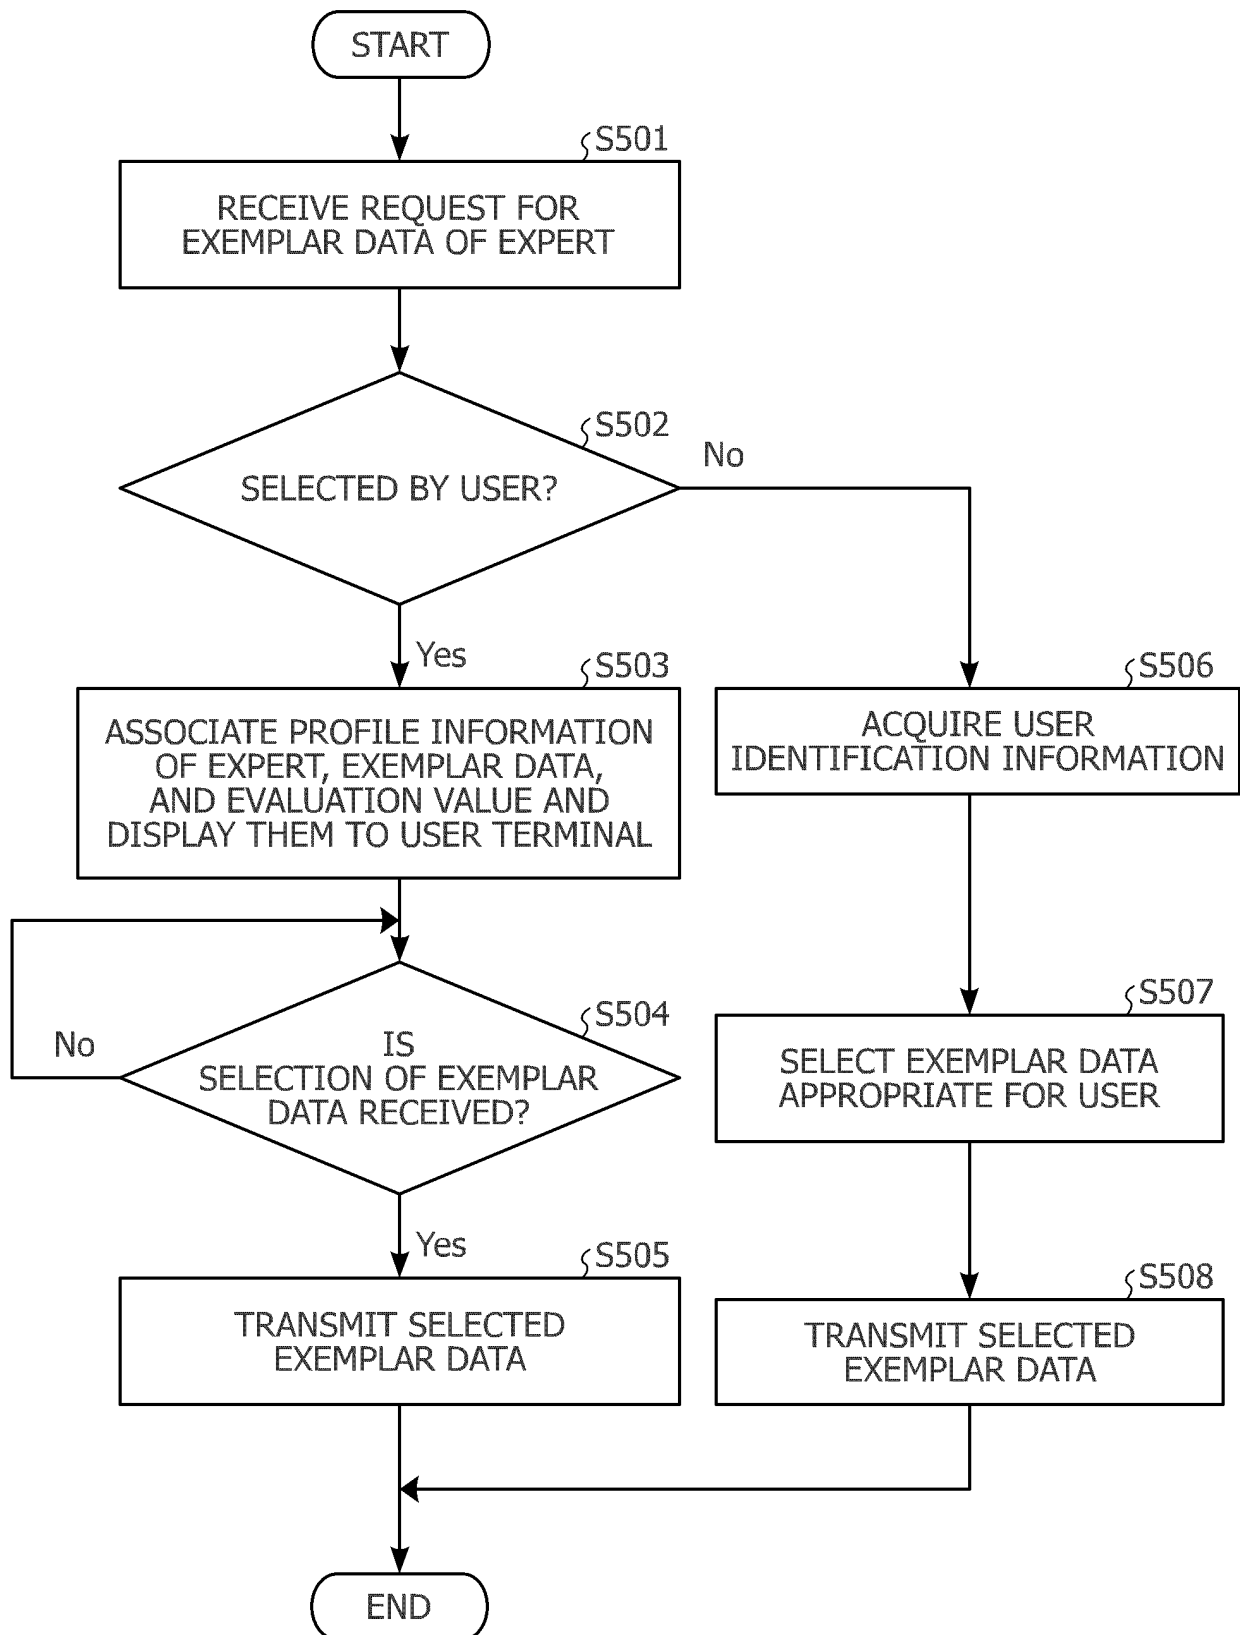 START
S501
RECEIVE REQUEST FOR
EXEMPLAR DATA OF EXPERT
S502
SELECTED BY USER?
No
Yes
S503
ASSOCIATE PROFILE INFORMATION
OF EXPERT, EXEMPLAR DATA,
AND EVALUATION VALUE AND
DISPLAY THEM TO USER TERMINAL
S504
IS
SELECTION OF EXEMPLAR
DATA RECEIVED?
No
Yes
S505
TRANSMIT SELECTED
EXEMPLAR DATA
S506
ACQUIRE USER
IDENTIFICATION INFORMATION
S507
SELECT EXEMPLAR DATA
APPROPRIATE FOR USER
S508
TRANSMIT SELECTED
EXEMPLAR DATA
END